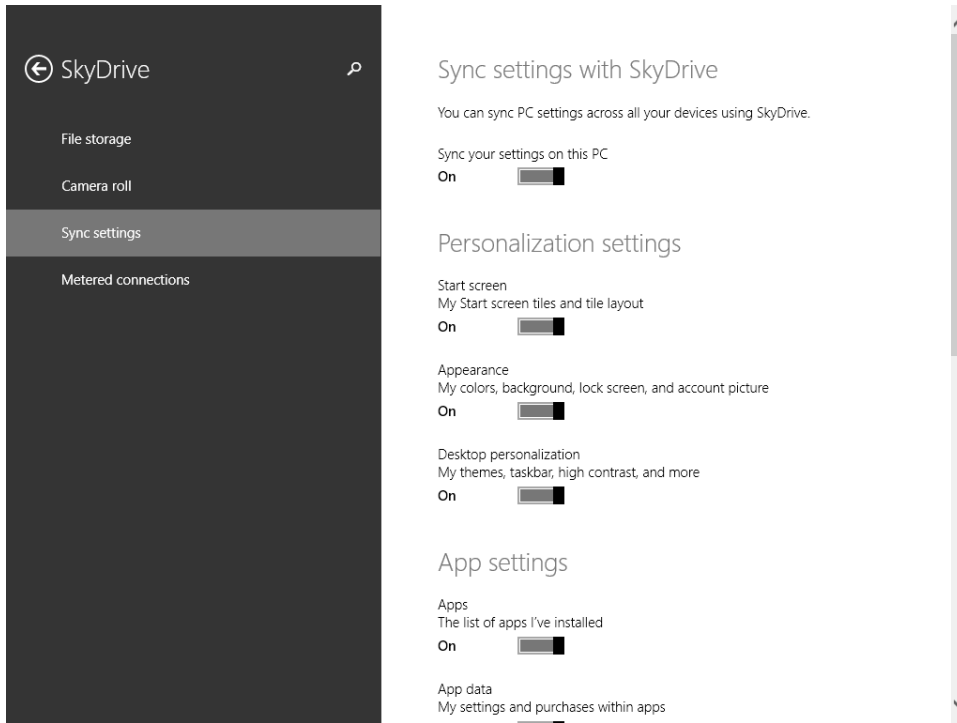 SkyDrive
File storage
Camera roll
Sync settings
Metered connections
Sync settings with SkyDrive
You can sync PC settings across all your devices using SkyDrive.
Sync your settings on this PC
On
Personalization settings
Start screen
My Start screen tiles and tile layout
On
Appearance
My colors, background, lock screen, and account picture
On
Desktop personalization
My themes, taskbar, high contrast, and more
On
App settings
Apps
The list of apps I've installed
On
App data
My settings and purchases within apps